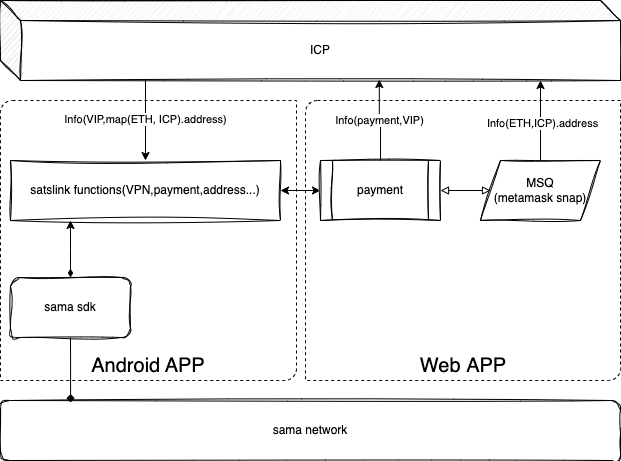 ICP
Info(VIP,map(ETH, ICP).address)
Info(payment,VIP)
Info(ETH,ICP).address
satslink functions(VPN,payment,address...)
payment
MSQ
(metamask snap)
sama sdk
Android APP
Web APP
sama network